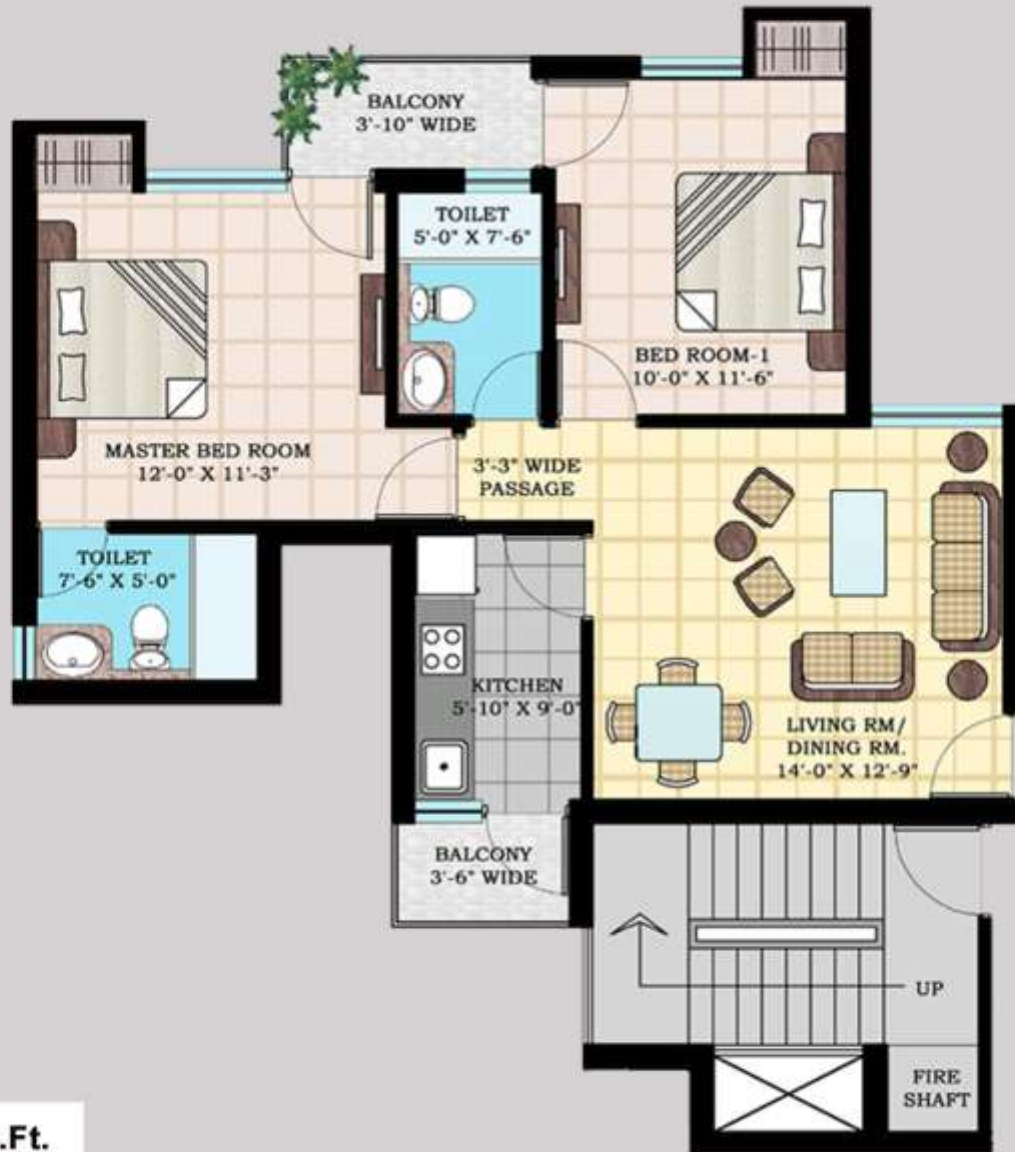 BALCONY
3'-10" WIDE
TOILET
5'-0" X 7'-6"
BED ROOM-1
10'-0" X 11'-6"
MASTER BED ROOM
12'-0" X 11'-3"
3'-3" WIDE
PASSAGE
TOILET
7'-6" X 5'-0"
KITCHEN
5'-10" X 9'-0"
LIVING RM/
DINING RM.
14'-0" X 12'-9"
BALCONY
3'-6" WIDE
UP
FIRE
SHAFT
.Ft.